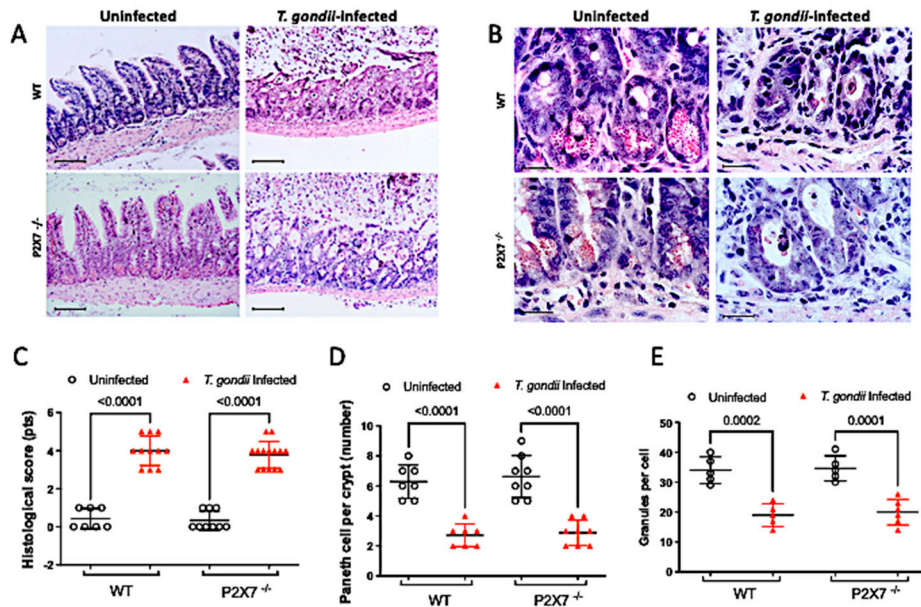 Uninfected
T. gondii-infected
Uninfected
T. gondii-infected
A
B
WT
WT
P2X7 -/-
P2X7 -/-
C
D
E
Uninfected
T. gondii Infected
Uninfected
T. gondii Infected
Uninfected
T. gondii Infected
<0.0001
<0.0001
<0.0001
<0.0001
0.0002
0.0001
Histological score (pts)
6
4
2
0
-2
WT
P2X7 -/-
Paneth cell per crypt (number)
10
8
6
4
2
0
WT
P2X7 -/-
Granules per cell
50
40
30
20
10
0
WT
P2X7 -/-